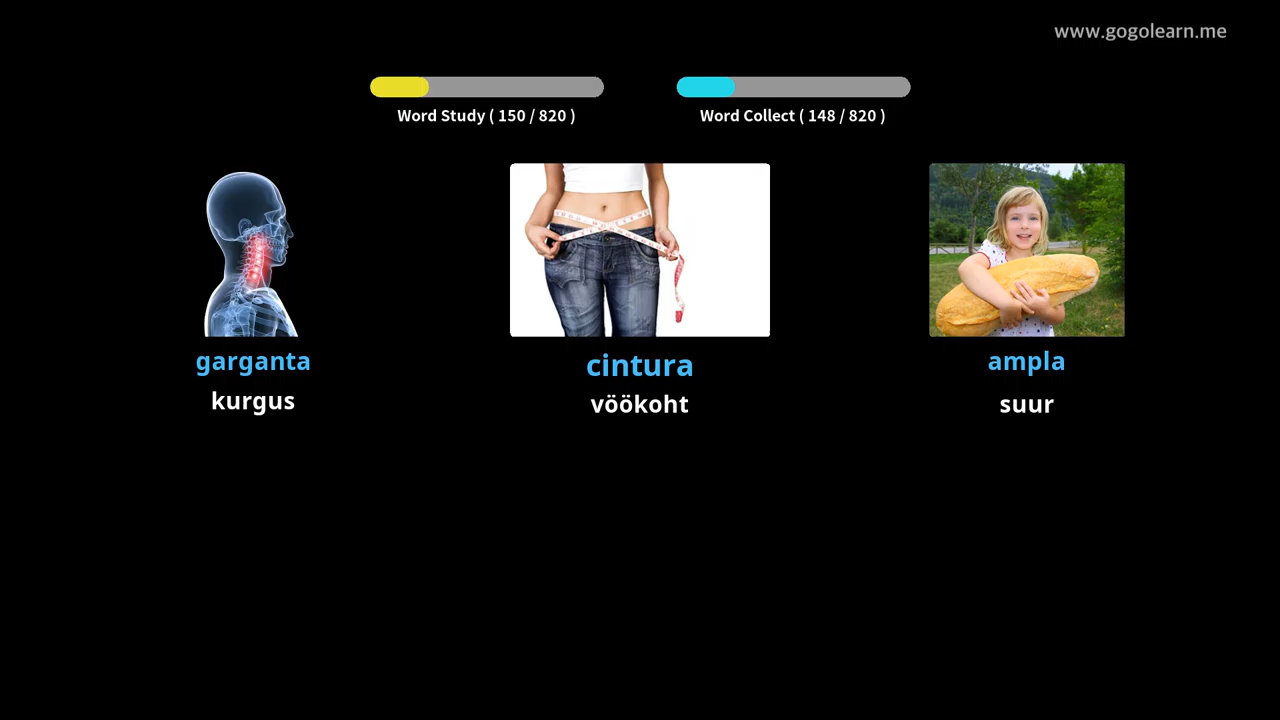 www.gogolearn.me
Word Study ( 150 / 820 )
Word Collect ( 148 / 820 )
garganta
kurgus
cintura
vöökoht
ampla
suur